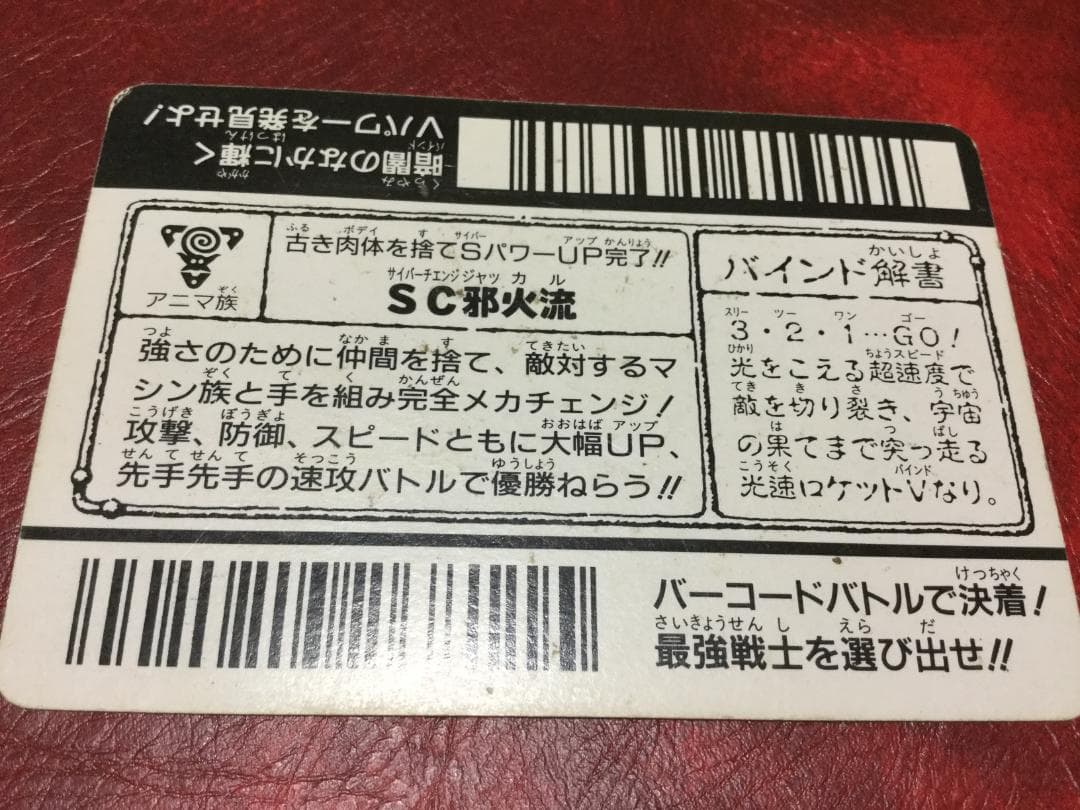 暗闇のなかに輝く
Vパワーを発見せよ!
アニマ族
古き肉体を捨てSパワーUP完了!!
SC邪火流
強さのために仲間を捨て、敵対するマ
シン族と手を組み完全メカチェンジ!
攻撃、防御、スピードともに大幅UP、
先手先手の速攻バトルで優勝ねらう!!
バインド解書
3・2・1…GO!
光をこえる超速度で
敵を切り裂き、宇宙
の果てまで突っ走る
光速ロケットVなり。
バーコードバトルで決着!
最強戦士を選び出せ!!